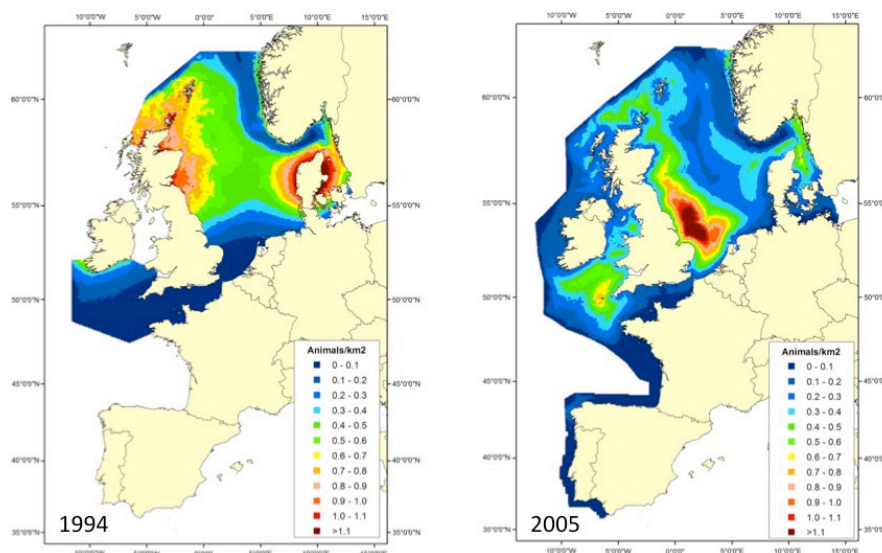 10°0'0"W 5°0'0"W 0°0'0" 5°0'0"E 10°0'0"E 15°0'0"E
60°0'0"N
55°0'0"N
50°0'0"N
45°0'0"N
40°0'0"N
35°0'0"N
Animals/km2
0 - 0.1
0.1 - 0.2
0.2 - 0.3
0.3 - 0.4
0.4 - 0.5
0.5 - 0.6
0.6 - 0.7
0.7 - 0.8
0.8 - 0.9
0.9 - 1.0
1.0 - 1.1
>1.1
1994
10°0'0"W 5°0'0"W 0°0'0" 5°0'0"E 10°0'0"E 15°0'0"E
60°0'0"N
55°0'0"N
50°0'0"N
45°0'0"N
40°0'0"N
35°0'0"N
Animals/km2
0 - 0.1
0.1 - 0.2
0.2 - 0.3
0.3 - 0.4
0.4 - 0.5
0.5 - 0.6
0.6 - 0.7
0.7 - 0.8
0.8 - 0.9
0.9 - 1.0
1.0 - 1.1
>1.1
2005